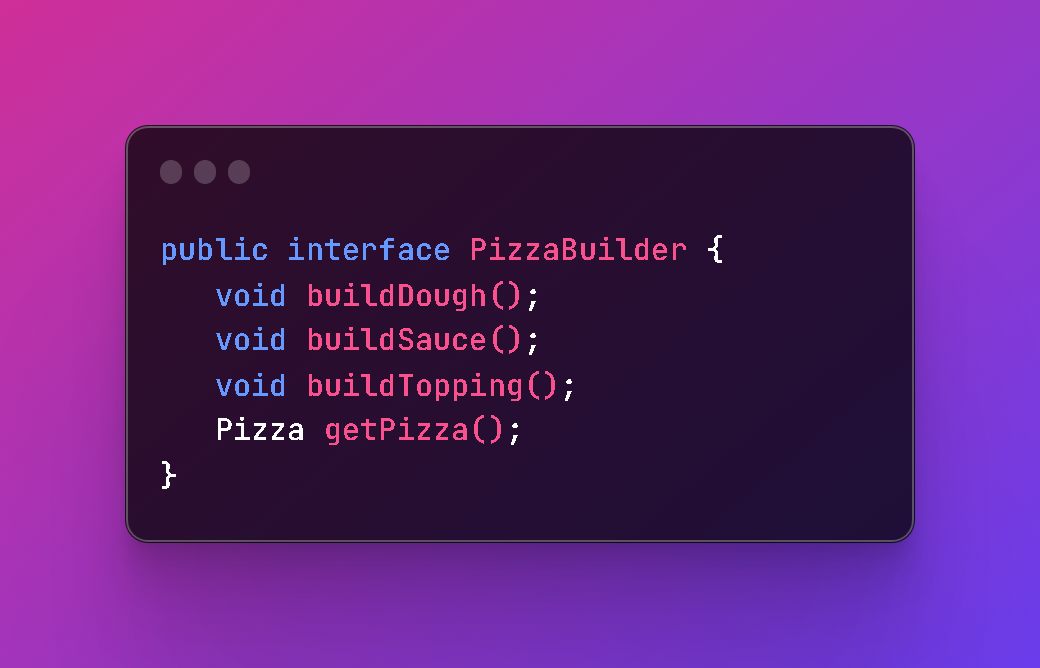 public interface PizzaBuilder {
   void buildDough();
   void buildSauce();
   void buildTopping();
   Pizza getPizza();
}